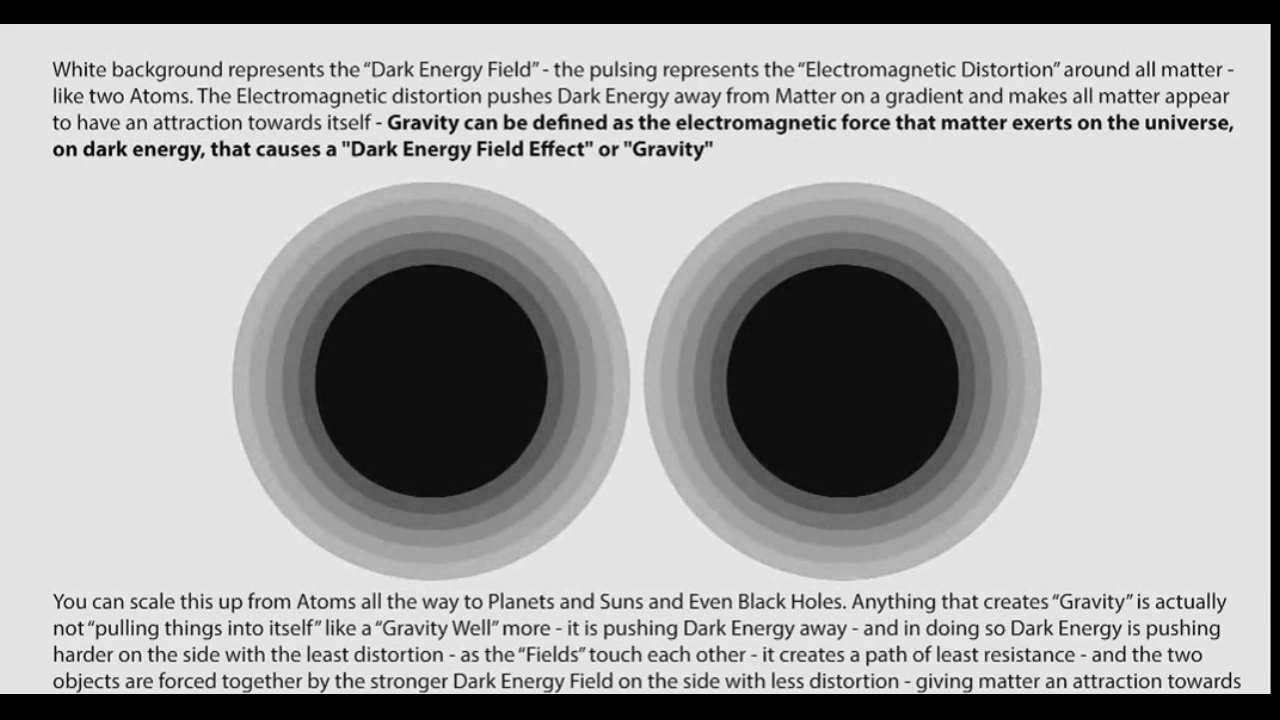 White background represents the “Dark Energy Field” - the pulsing represents the “Electromagnetic Distortion” around all matter -
like two Atoms. The Electromagnetic distortion pushes Dark Energy away from Matter on a gradient and makes all matter appear
to have an attraction towards itself - Gravity can be defined as the electromagnetic force that matter exerts on the universe,
on dark energy, that causes a "Dark Energy Field Effect" or "Gravity"
You can scale this up from Atoms all the way to Planets and Suns and Even Black Holes. Anything that creates “Gravity” is actually
not “pulling things into itself” like a “Gravity Well” more - it is pushing Dark Energy away - and in doing so Dark Energy is pushing
harder on the side with the least distortion - as the “Fields” touch each other - it creates a path of least resistance - and the two
objects are forced together by the stronger Dark Energy Field on the side with less distortion - giving matter an attraction towards